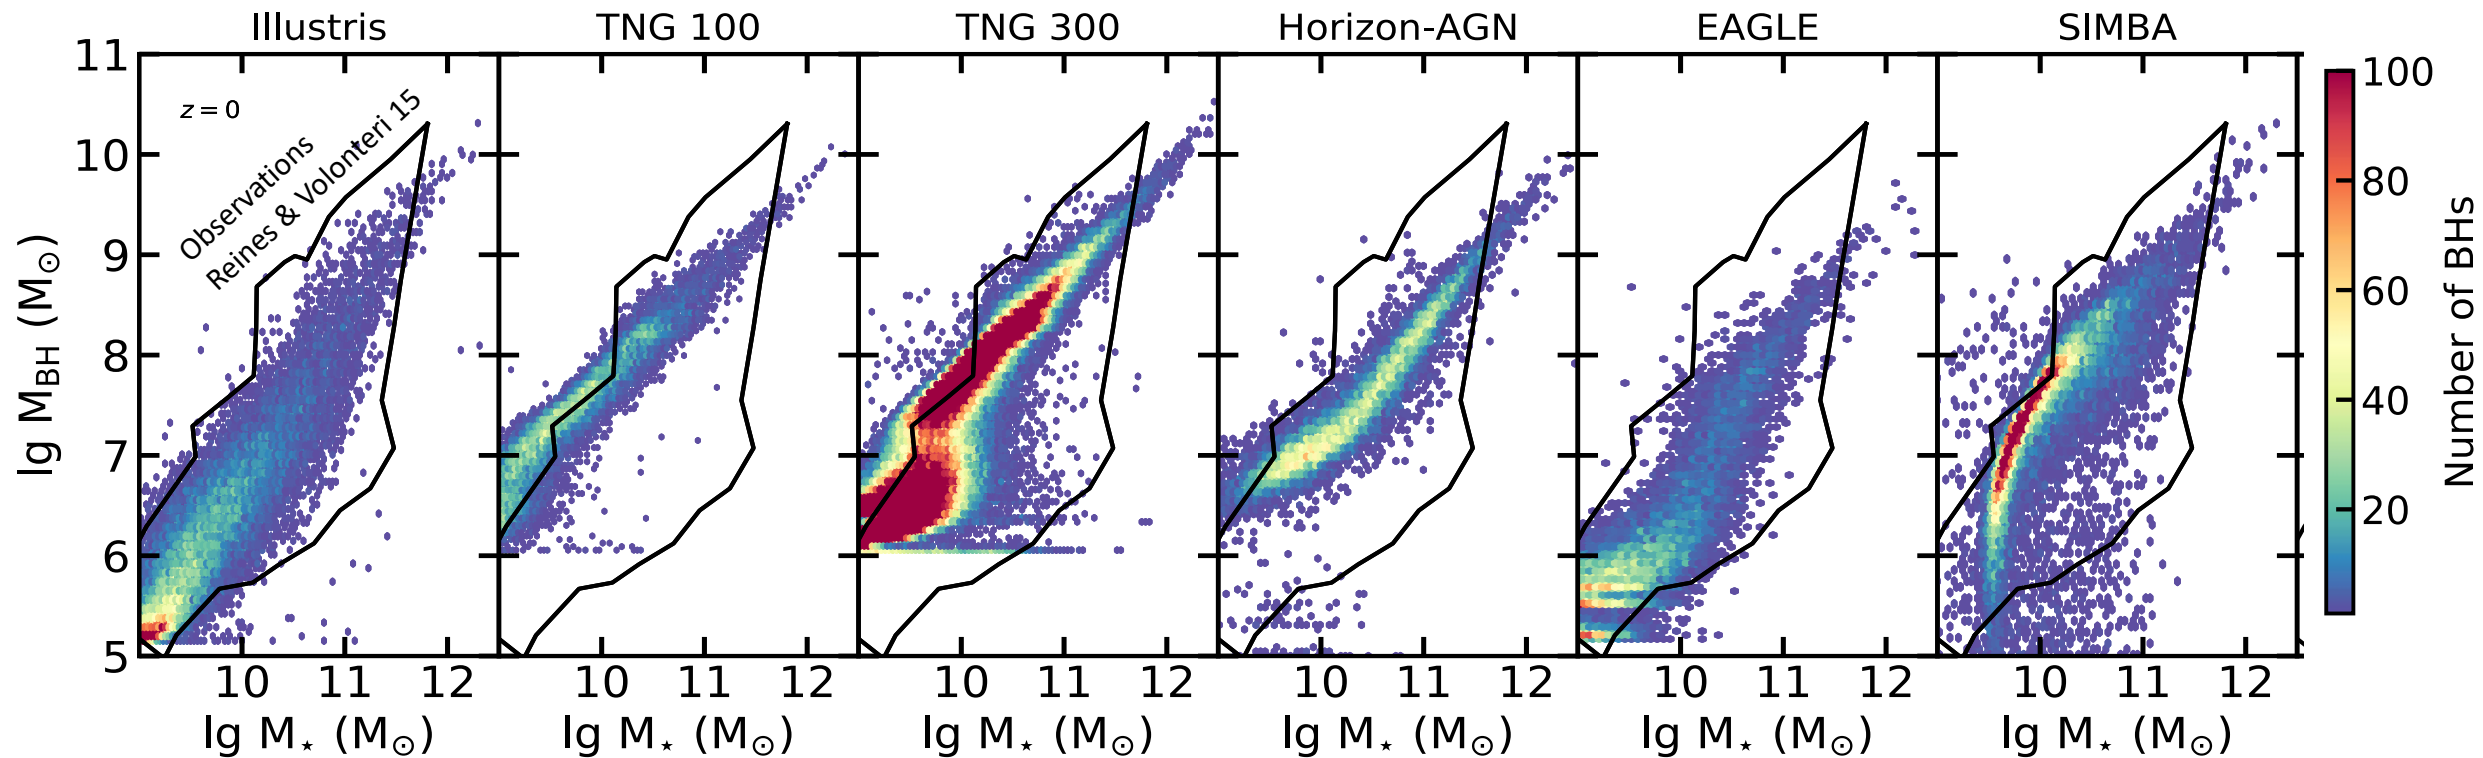 Illustris TNG 100 TNG 300 Horizon-AGN EAGLE SIMBA
z = 0
Observations
Reines & Volonteri 15
lg M_BH (M_⊙)
11
10
9
8
7
6
5
10 11 12 10 11 12 10 11 12 10 11 12 10 11 12 10 11 12
lg M_⋆ (M_⊙) lg M_⋆ (M_⊙) lg M_⋆ (M_⊙) lg M_⋆ (M_⊙) lg M_⋆ (M_⊙) lg M_⋆ (M_⊙)
100
80
60
40
20
Number of BHs